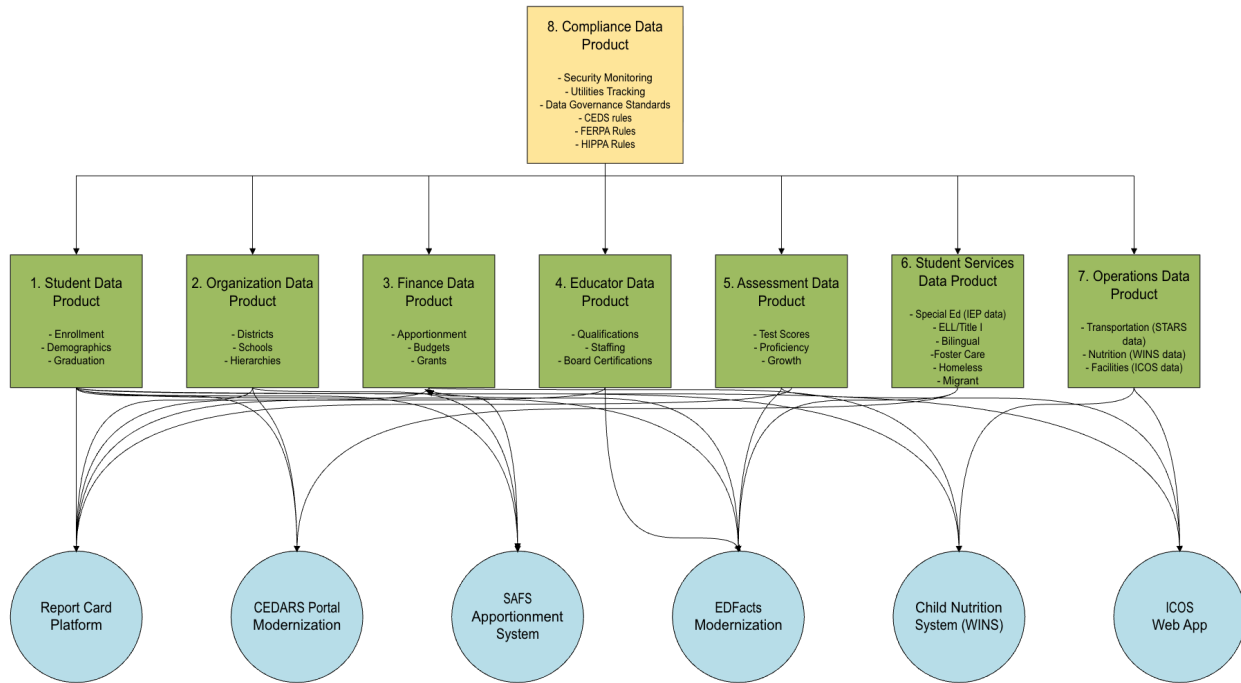 8. Compliance Data
Product
- Security Monitoring
- Utilities Tracking
- Data Governance Standards
- CEDS rules
- FERPA Rules
- HIPPA Rules
1. Student Data
Product
- Enrollment
- Demographics
- Graduation
2. Organization Data
Product
- Districts
- Schools
- Hierarchies
3. Finance Data
Product
- Apportionment
- Budgets
- Grants
4. Educator Data
Product
- Qualifications
- Staffing
- Board Certifications
5. Assessment Data
Product
- Test Scores
- Proficiency
- Growth
6. Student Services
Data Product
- Special Ed (IEP data)
- ELL/Title I
- Bilingual
-Foster Care
- Homeless
- Migrant
7. Operations Data
Product
- Transportation (STARS
data)
- Nutrition (WINS data)
- Facilities (ICOS data)
Report Card
Platform
CEDARS Portal
Modernization
SAFS
Apportionment
System
EDFacts
Modernization
Child Nutrition
System (WINS)
ICOS
Web App